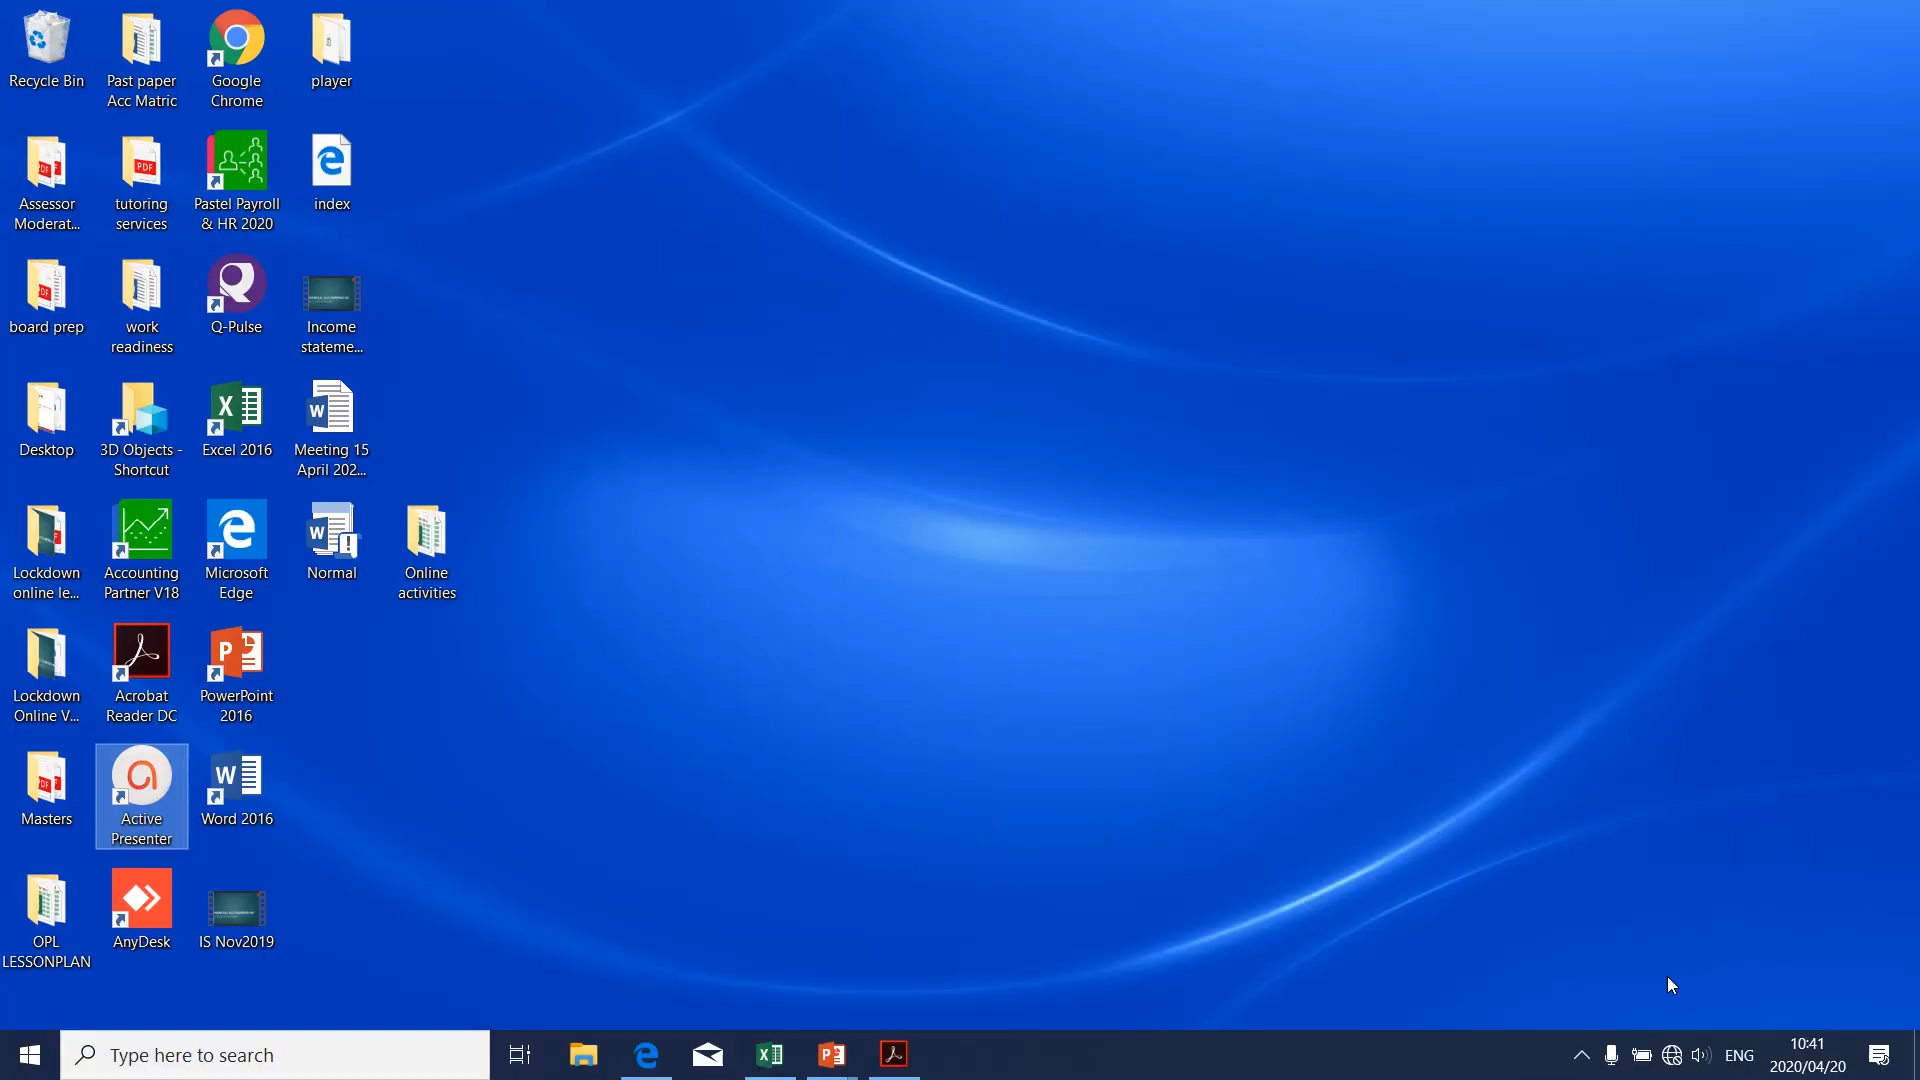 Recycle Bin
Past paper
Acc Matric
Google
Chrome
player
Assessor
Moderat...
tutoring
services
Pastel Payroll
& HR 2020
index
board prep
work
readiness
Q-Pulse
Income
stateme...
Desktop
3D Objects -
Shortcut
Excel 2016
Meeting 15
April 202...
Lockdown
online le...
Accounting
Partner V18
Microsoft
Edge
Normal
Online
activities
Lockdown
Online V...
Acrobat
Reader DC
PowerPoint
2016
Masters
Active
Presenter
Word 2016
OPL
LESSONPLAN
AnyDesk
IS Nov2019
Type here to search
ENG
10:41
2020/04/20